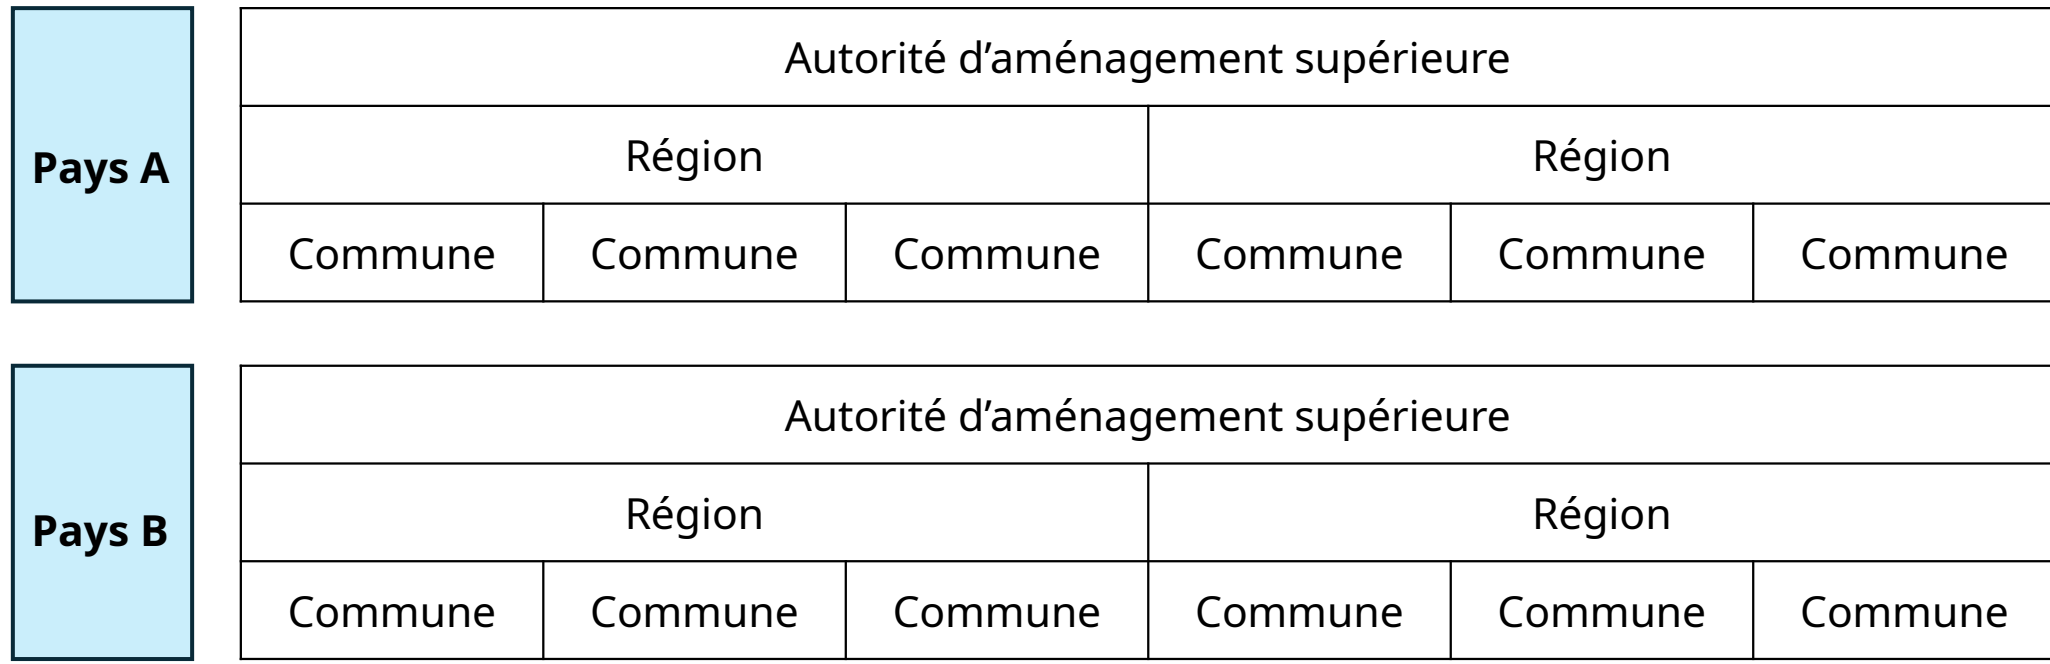 Pays A
Autorité d’aménagement supérieure
Région Région
Commune Commune Commune Commune Commune Commune
Pays B
Autorité d’aménagement supérieure
Région Région
Commune Commune Commune Commune Commune Commune